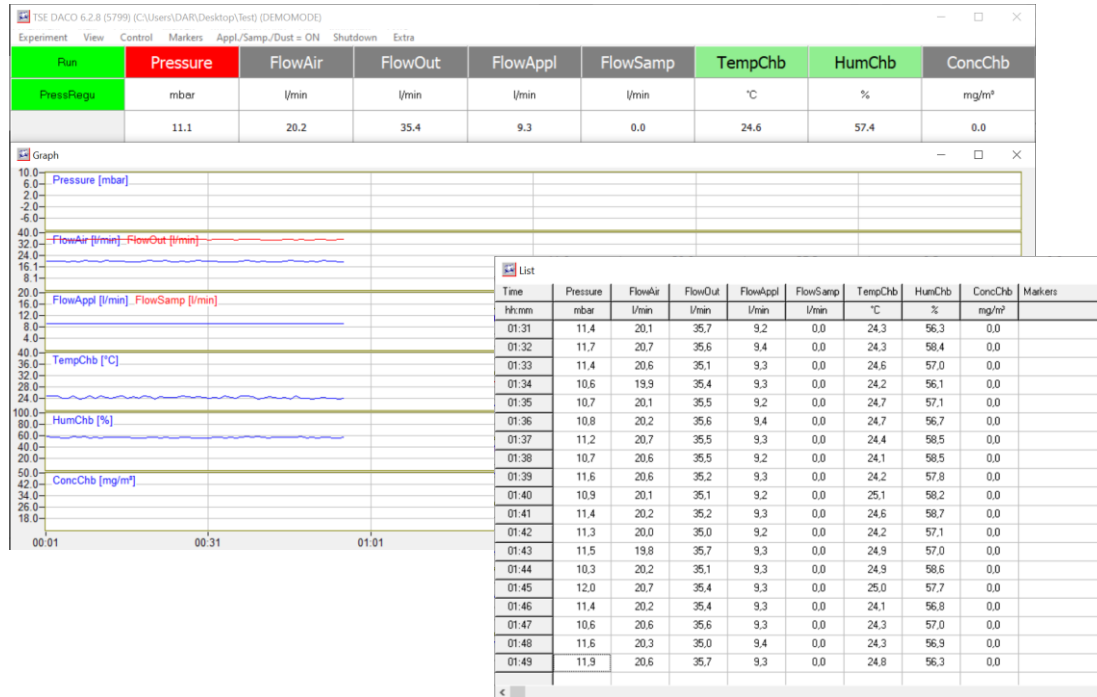 TSE DACO 6.2.8 (5799) (C:\Users\DAR\Desktop\Test) (DEMOMODE)
Experiment View Control Markers Appl./Samp./Dust = ON Shutdown Extra
Run Pressure FlowAir FlowOut FlowAppl FlowSamp TempChb HumChb ConcChb
PressRegu mbar l/min l/min l/min l/min °C % mg/m³
11.1 20.2 35.4 9.3 0.0 24.6 57.4 0.0
Graph
10.0
6.0
2.0
-2.0
-6.0
Pressure [mbar]
40.0
32.0
24.0
16.1
8.1
FlowAir [l/min] FlowOut [l/min]
20.0
16.0
12.0
8.0
4.0
FlowAppl [l/min] FlowSamp [l/min]
40.0
36.0
32.0
28.0
24.0
TempChb [°C]
100.0
80.0
60.0
40.0
20.0
HumChb [%]
50.0
42.0
34.0
26.0
18.0
ConcChb [mg/m³]
00:01 00:31 01:01
List
Time Pressure FlowAir FlowOut FlowAppl FlowSamp TempChb HumChb ConcChb Markers
hh:mm mbar l/min l/min l/min l/min °C % mg/m³
01:31 11,4 20,1 35,7 9,2 0,0 24,3 56,3 0,0
01:32 11,7 20,7 35,6 9,4 0,0 24,3 58,4 0,0
01:33 11,4 20,6 35,1 9,3 0,0 24,6 57,0 0,0
01:34 10,6 19,9 35,4 9,3 0,0 24,2 56,1 0,0
01:35 10,7 20,1 35,5 9,2 0,0 24,7 57,1 0,0
01:36 10,8 20,2 35,6 9,4 0,0 24,7 56,7 0,0
01:37 11,2 20,7 35,5 9,3 0,0 24,4 58,5 0,0
01:38 10,7 20,6 35,5 9,2 0,0 24,1 58,5 0,0
01:39 11,6 20,6 35,2 9,3 0,0 24,2 57,8 0,0
01:40 10,9 20,1 35,1 9,2 0,0 25,1 58,2 0,0
01:41 11,4 20,2 35,2 9,3 0,0 24,6 58,7 0,0
01:42 11,3 20,0 35,0 9,2 0,0 24,2 57,1 0,0
01:43 11,5 19,8 35,7 9,3 0,0 24,9 57,0 0,0
01:44 10,3 20,2 35,1 9,3 0,0 24,9 58,6 0,0
01:45 12,0 20,7 35,4 9,3 0,0 25,0 57,7 0,0
01:46 11,4 20,2 35,4 9,3 0,0 24,1 56,8 0,0
01:47 10,6 20,6 35,6 9,3 0,0 24,3 57,0 0,0
01:48 11,6 20,3 35,0 9,4 0,0 24,3 56,9 0,0
01:49 11,9 20,6 35,7 9,3 0,0 24,8 56,3 0,0